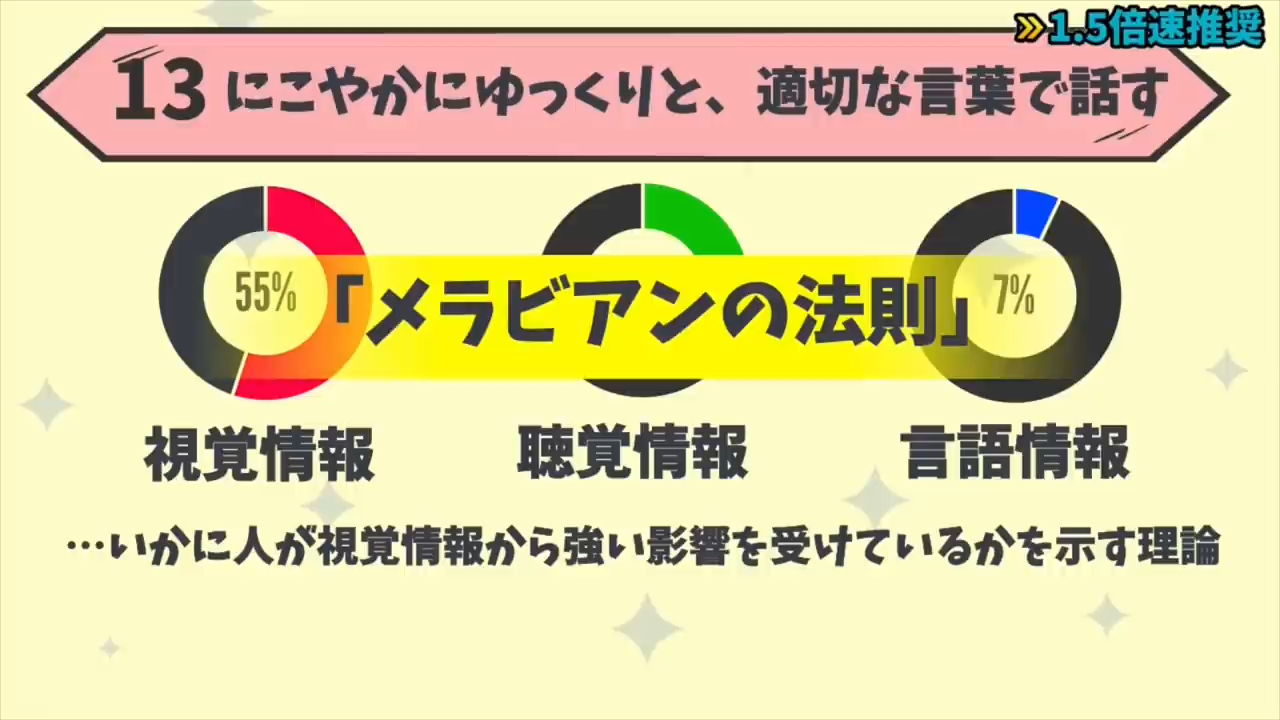 »1.5倍速推奨
13 にこやかにゆっくりと、適切な言葉で話す
55%
「メラビアンの法則」
7%
視覚情報
聴覚情報
言語情報
…いかに人が視覚情報から強い影響を受けているかを示す理論